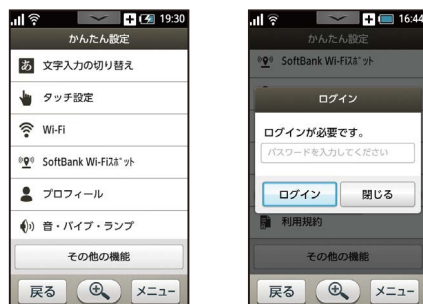 19:30
かんたん設定
あ 文字入力の切り替え
タッチ設定
Wi-Fi
SoftBank Wi-Fiｽﾎﾟｯﾄ
プロフィール
音・バイブ・ランプ
その他の機能
戻る
メニュー
16:44
かんたん設定
SoftBank Wi-Fiｽﾎﾟｯﾄ
ログイン
ログインが必要です。
パスワードを入力してください
ログイン 閉じる
利用規約
その他の機能
戻る
メニュー